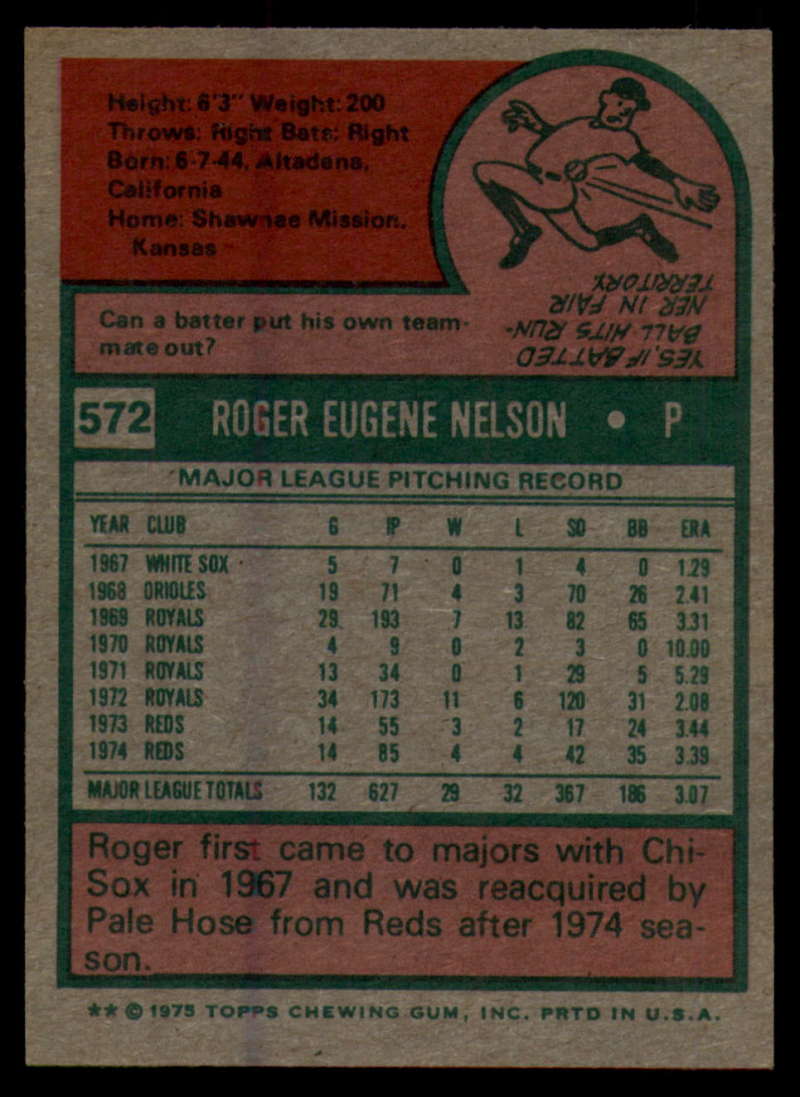 Height: 6'3" Weight: 200
Throws: Right Bats: Right
Born: 6-7-44, Altadena,
California
Home: Shawnee Mission,
Kansas
Can a batter put his own team-
mate out?
YES, IF BATTED
BALL HITS RUN-
NER IN FAIR
TERRITORY.
572 ROGER EUGENE NELSON • P
MAJOR LEAGUE PITCHING RECORD
YEAR CLUB G IP W L SO BB ERA
1967 WHITE SOX 5 7 0 1 4 0 1.29
1968 ORIOLES 19 71 4 3 70 26 2.41
1969 ROYALS 29 193 7 13 82 65 3.31
1970 ROYALS 4 9 0 2 3 0 10.00
1971 ROYALS 13 34 0 1 29 5 5.29
1972 ROYALS 34 173 11 6 120 31 2.08
1973 REDS 14 55 3 2 17 24 3.44
1974 REDS 14 85 4 4 42 35 3.39
MAJOR LEAGUE TOTALS 132 627 29 32 367 186 3.07
Roger first came to majors with Chi-
Sox in 1967 and was reacquired by
Pale Hose from Reds after 1974 sea-
son.
** © 1975 TOPPS CHEWING GUM, INC. PRTD IN U.S.A.